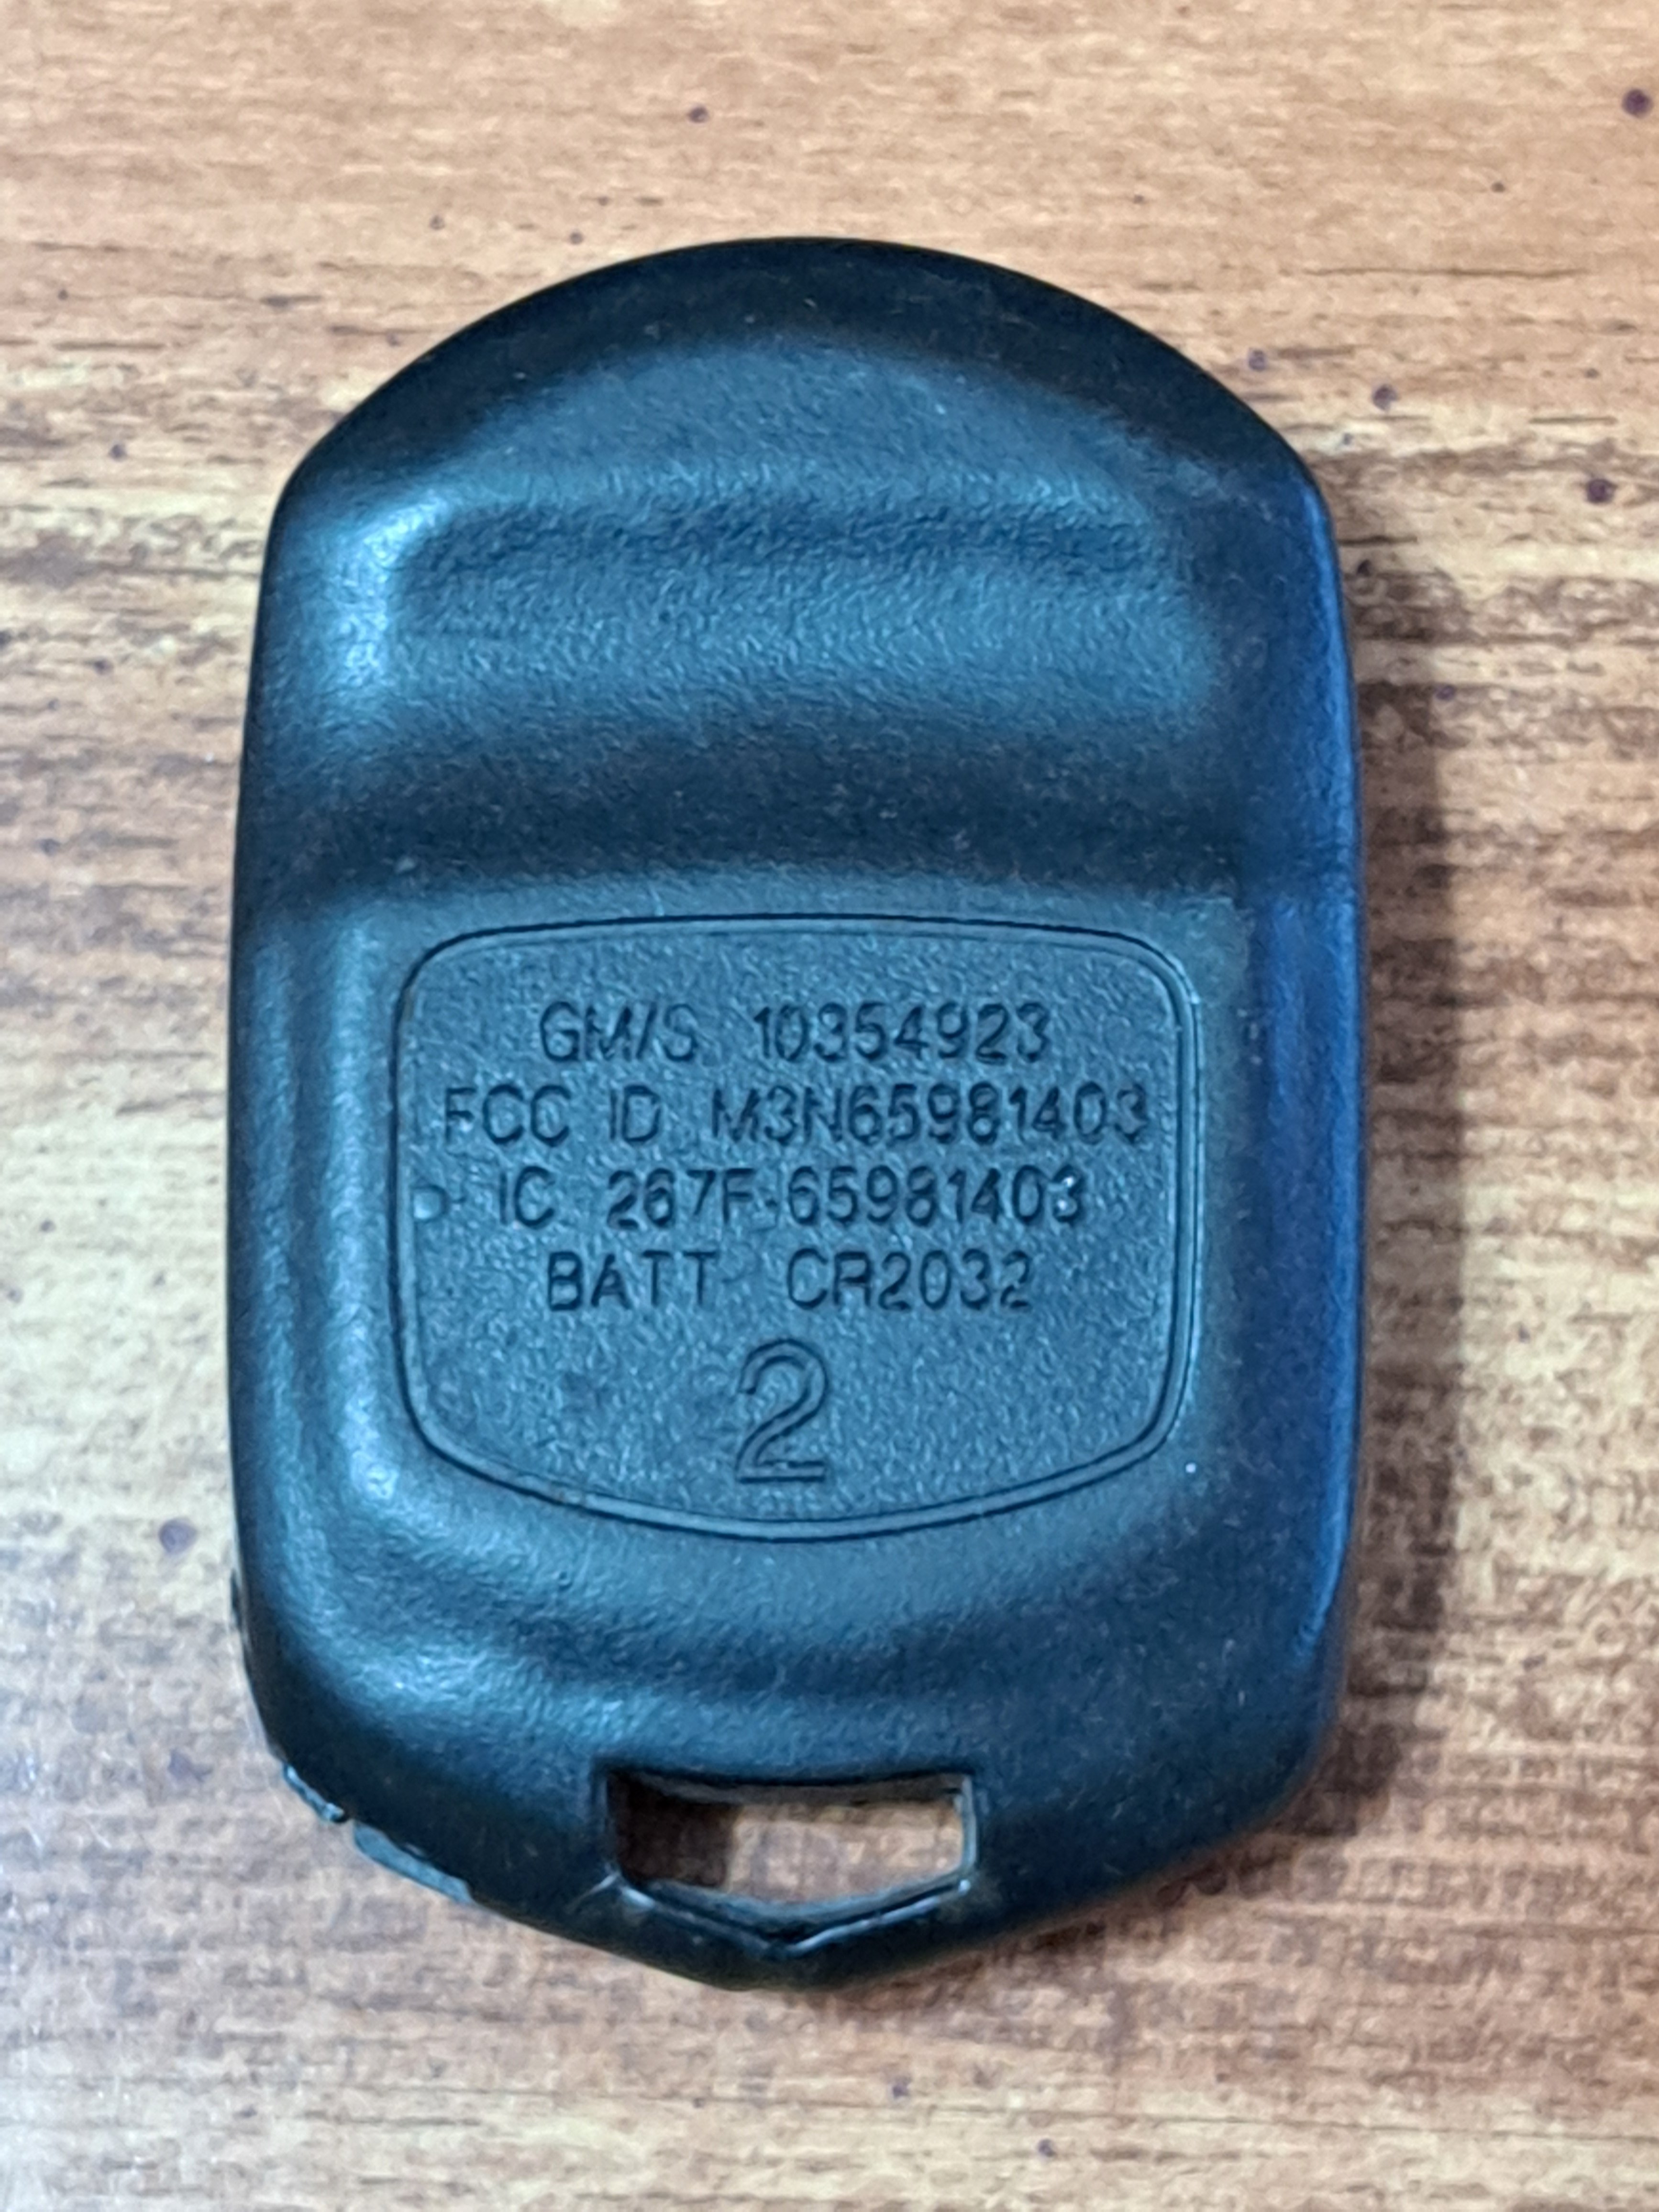 GM/S 10354923
FCC ID M3N65981403
IC 267F-65981403
BATT CR2032
2